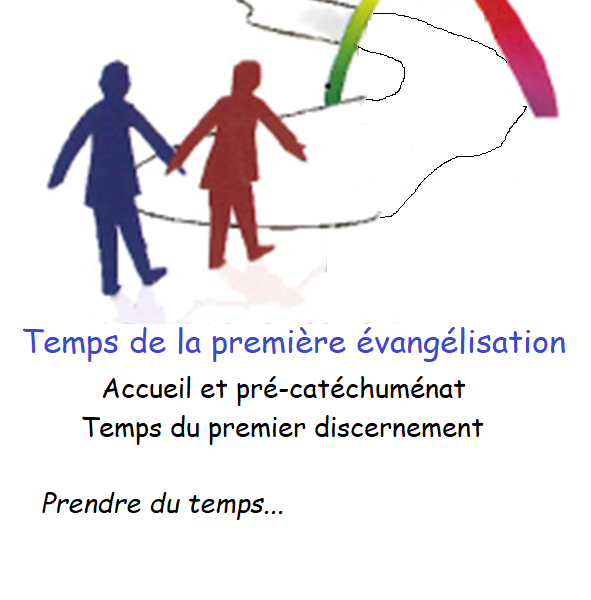 Temps de la première évangélisation
Accueil et pré-catéchuménat
Temps du premier discernement
Prendre du temps...